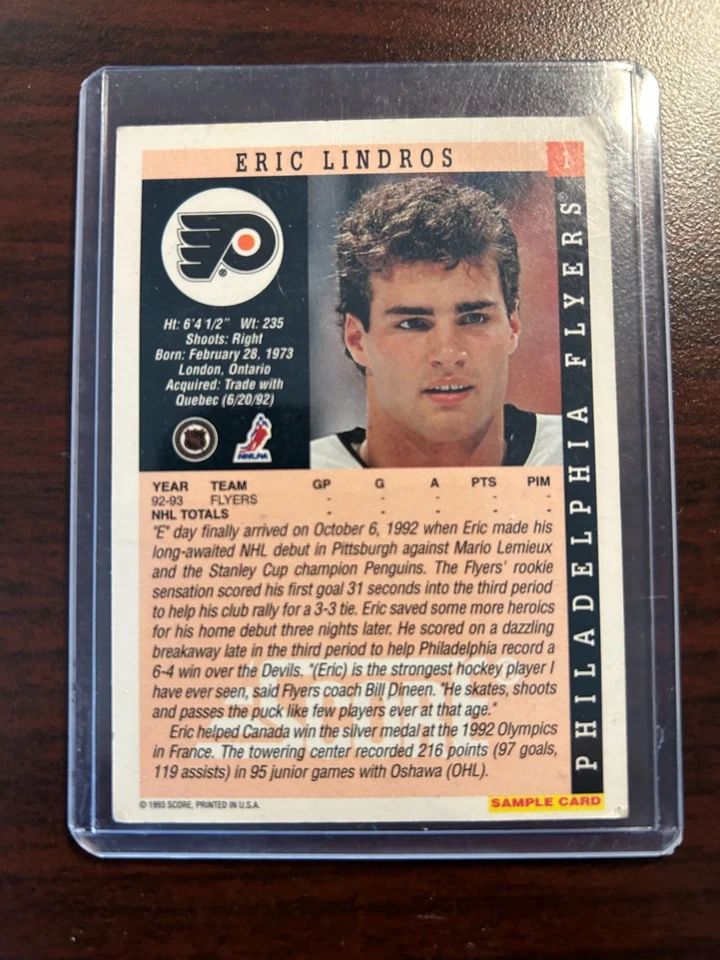 ERIC LINDROS
1
Ht: 6'4 1/2" Wt: 235
Shoots: Right
Born: February 28, 1973
London, Ontario
Acquired: Trade with
Quebec (6/20/92)
NHLPA
PHILADELPHIA FLYERS®
YEAR TEAM GP G A PTS PIM
92-93 FLYERS - - - - -
NHL TOTALS - - - - -
"E" day finally arrived on October 6, 1992 when Eric made his
long-awaited NHL debut in Pittsburgh against Mario Lemieux
and the Stanley Cup champion Penguins. The Flyers' rookie
sensation scored his first goal 31 seconds into the third period
to help his club rally for a 3-3 tie. Eric saved some more heroics
for his home debut three nights later. He scored on a dazzling
breakaway late in the third period to help Philadelphia record a
6-4 win over the Devils. "(Eric) is the strongest hockey player I
have ever seen, said Flyers coach Bill Dineen. "He skates, shoots
and passes the puck like few players ever at that age."
Eric helped Canada win the silver medal at the 1992 Olympics
in France. The towering center recorded 216 points (97 goals,
119 assists) in 95 junior games with Oshawa (OHL).
© 1993 SCORE, PRINTED IN U.S.A.
SAMPLE CARD